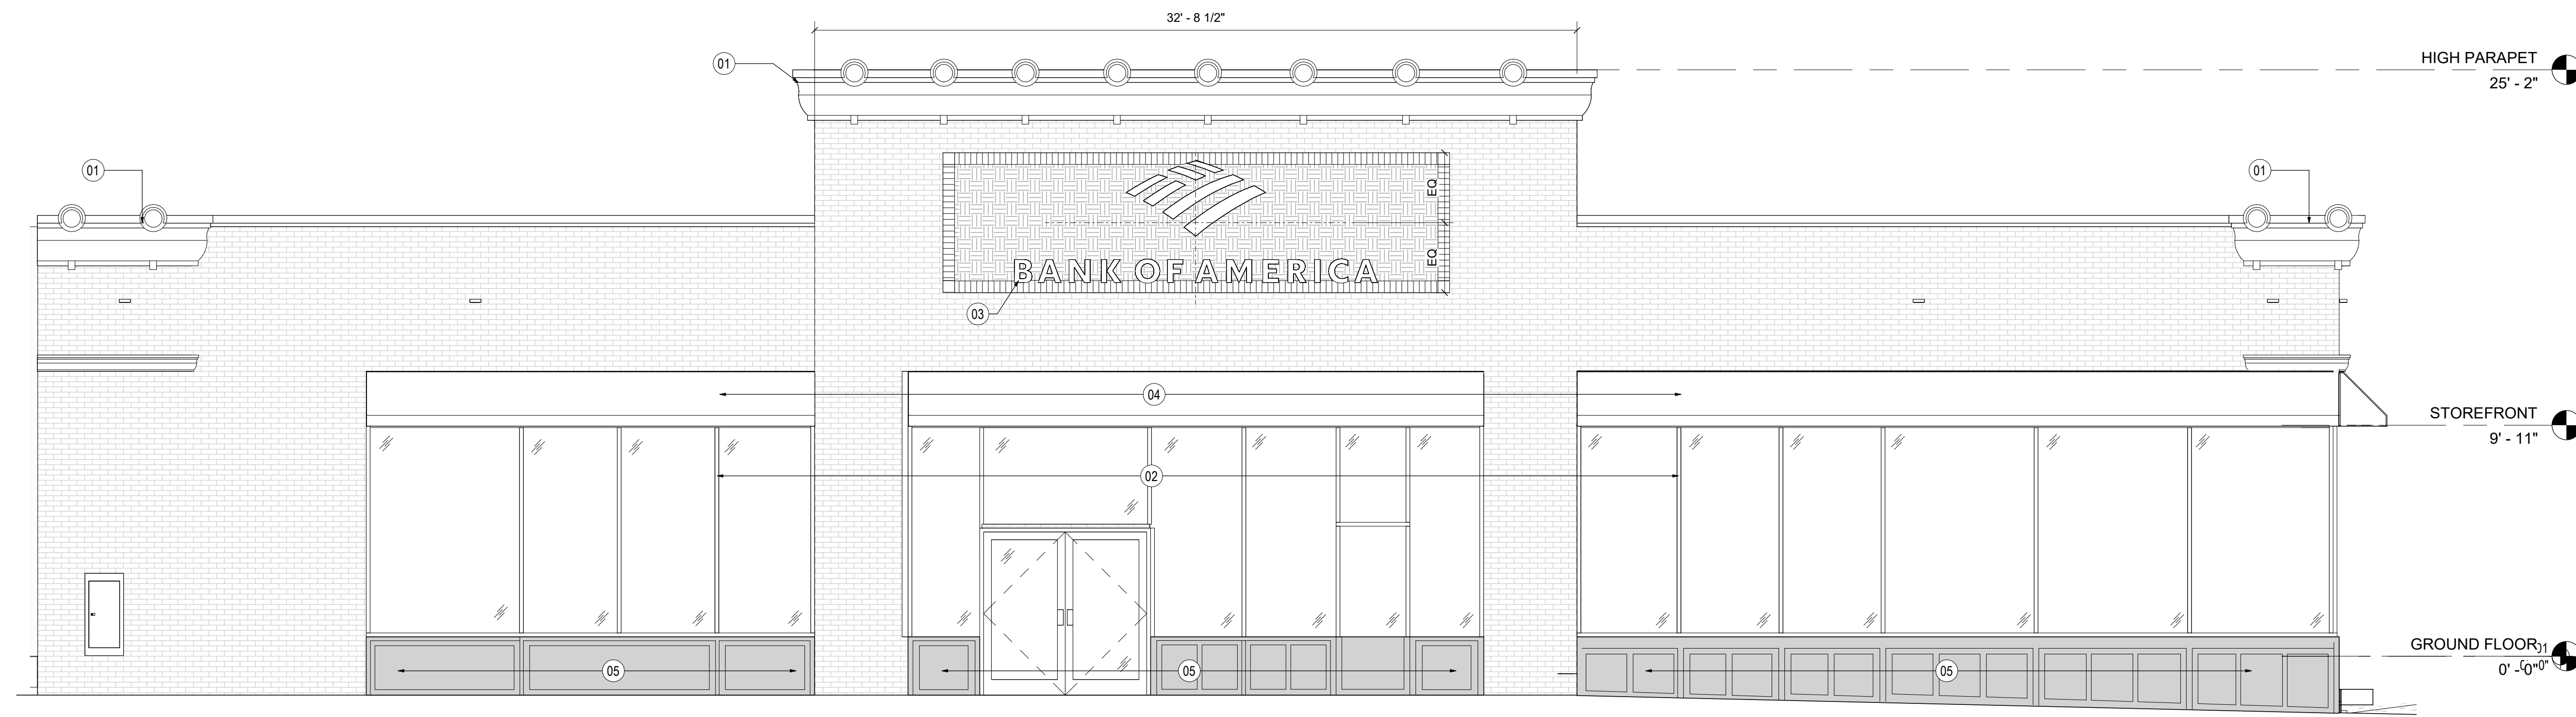 32' - 8 1/2"
01
HIGH PARAPET
25' - 2"
01
01
EQ
EQ
BANK OF AMERICA
03
04
STOREFRONT
9' - 11"
02
GROUND FLOOR
0' - 0"
05
05
05
01